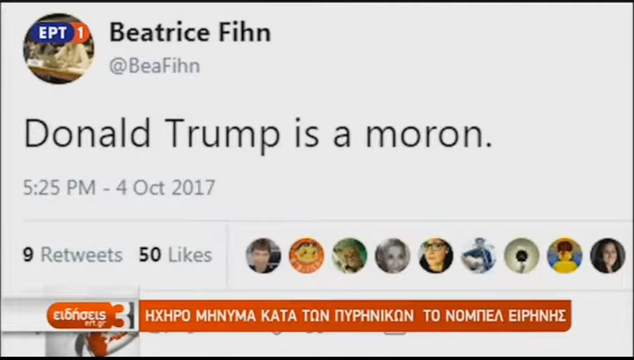 ΕΡΤ 1
Beatrice Fihn
@BeaFihn
Donald Trump is a moron.
5:25 PM - 4 Oct 2017
9 Retweets 50 Likes
ειδήσεις 3
ert.gr
ΗΧΗΡΟ ΜΗΝΥΜΑ ΚΑΤΑ ΤΩΝ ΠΥΡΗΝΙΚΩΝ ΤΟ ΝΟΜΠΕΛ ΕΙΡΗΝΗΣ